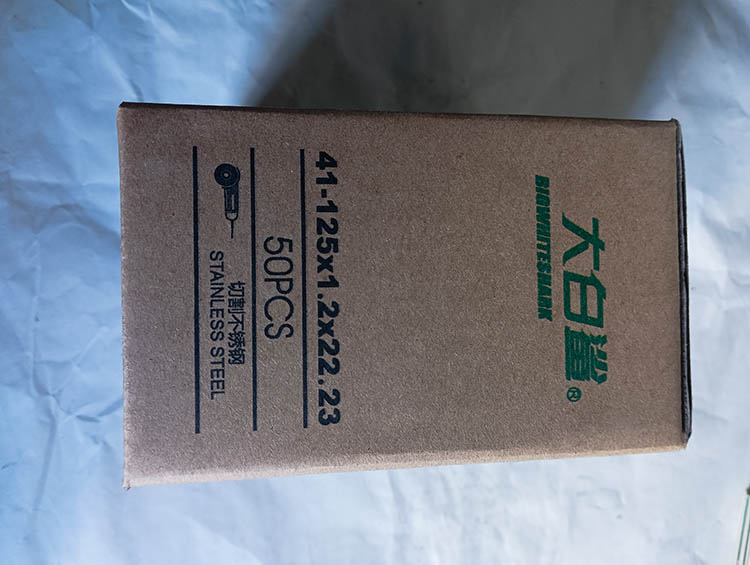 大白鲨®
BIGWHITESHARK
41-125x1.2x22.23
50PCS
切割不锈钢
STAINLESS STEEL